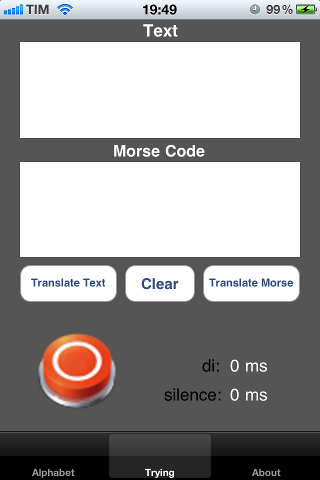 TIM 19:49 99%
Text
Morse Code
Translate Text Clear Translate Morse
di: 0 ms
silence: 0 ms
Alphabet Trying About